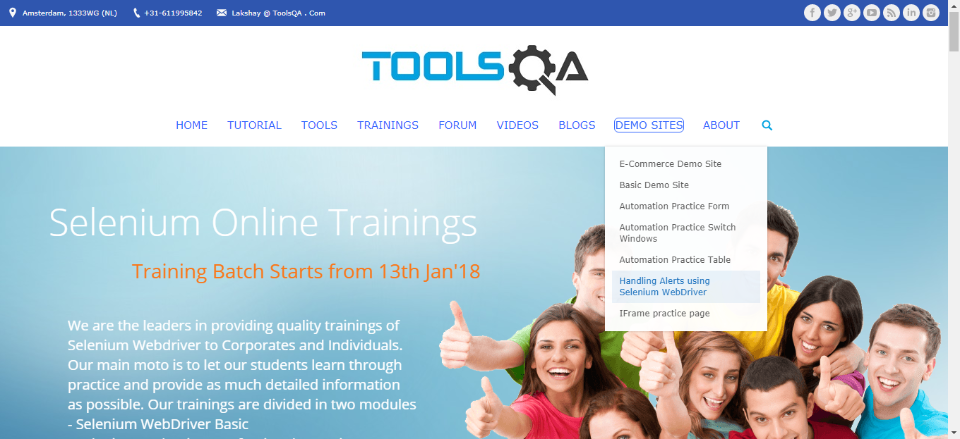 Amsterdam, 1333WG (NL) +31-611995842 Lakshay @ ToolsQA . Com
TOOLSQA
HOME TUTORIAL TOOLS TRAININGS FORUM VIDEOS BLOGS DEMO SITES ABOUT
E-Commerce Demo Site
Basic Demo Site
Automation Practice Form
Automation Practice Switch
Windows
Automation Practice Table
Handling Alerts using
Selenium WebDriver
IFrame practice page
Selenium Online Trainings
Training Batch Starts from 13th Jan'18
We are the leaders in providing quality trainings of
Selenium Webdriver to Corporates and Individuals.
Our main moto is to let our students learn through
practice and provide as much detailed information
as possible. Our trainings are divided in two modules
- Selenium WebDriver Basic